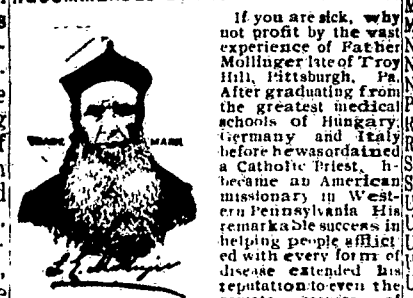 If you are sick, why
not profit by the vast
experience of Father
Mollinger late of Troy
Hill, Pittsburgh, Pa.
After graduating from
the greatest medical
schools of Hungary,
Germany and Italy
before he was ordained
a Catholic Priest, h-
became an American
missionary in West-
ern Pennsylvania His
remarkable success in
helping people afflict
ed with every form of
disease extended his
reputation to even the
TRADE MARK